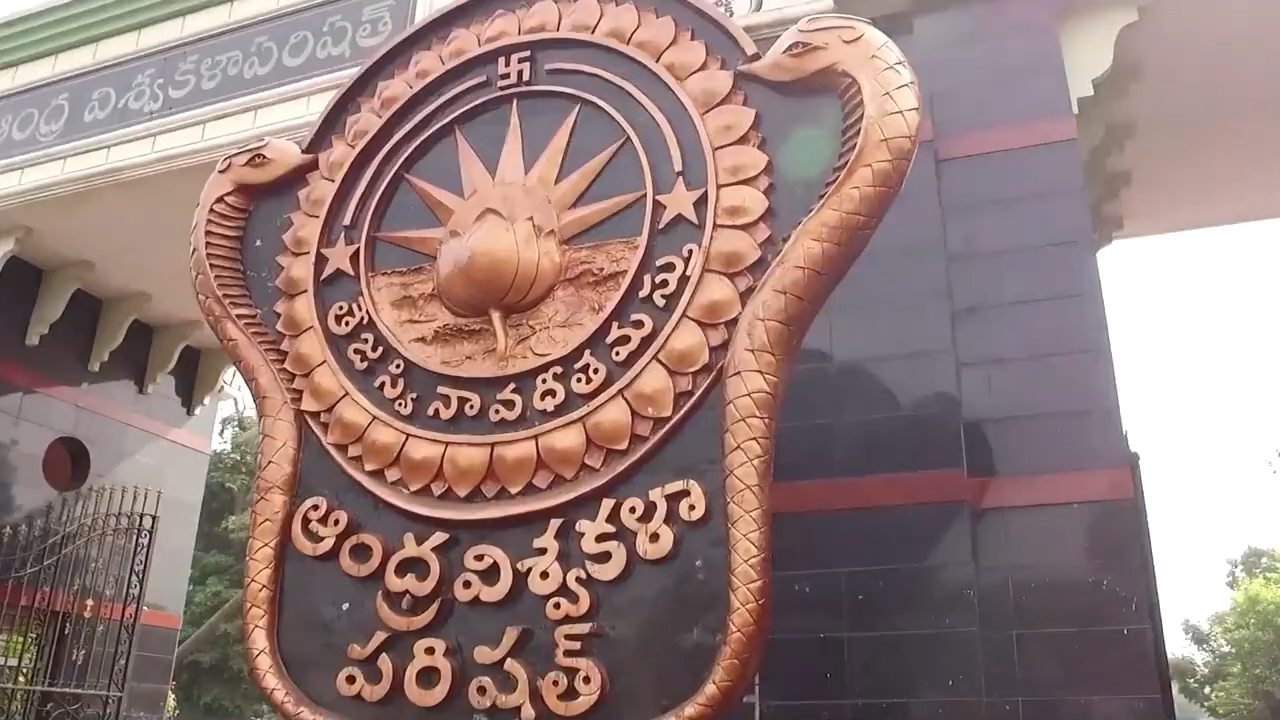 ఆంధ్ర విశ్వకళాపరిషత్
తేజస్వినావధీతమస్తు
ఆంధ్ర విశ్వకళా
పరిషత్